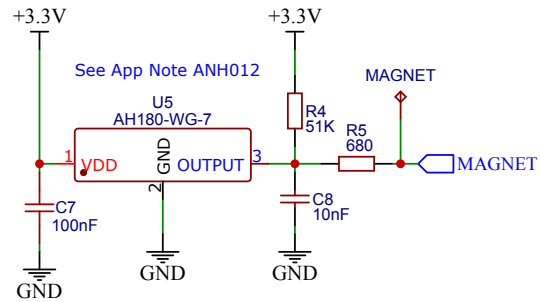 +3.3V
+3.3V
See App Note ANH012
MAGNET
U5
AH180-WG-7
R4
51K
R5
680
1
VDD
GND
2
OUTPUT
3
MAGNET
C7
100nF
C8
10nF
GND
GND
GND